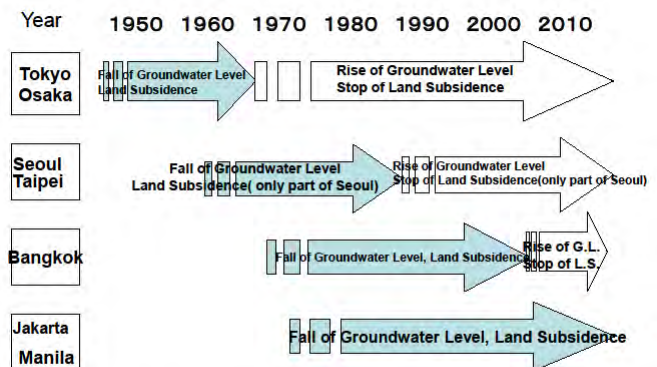 Year 1950 1960 1970 1980 1990 2000 2010
Tokyo
Osaka
Fall of Groundwater Level
Land Subsidence
Rise of Groundwater Level
Stop of Land Subsidence
Seoul
Taipei
Fall of Groundwater Level
Land Subsidence( only part of Seoul)
Rise of Groundwater Level
Stop of Land Subsidence(only part of Seoul)
Bangkok
Fall of Groundwater Level, Land Subsidence
Rise of G.L.
Stop of L.S.
Jakarta
Manila
Fall of Groundwater Level, Land Subsidence